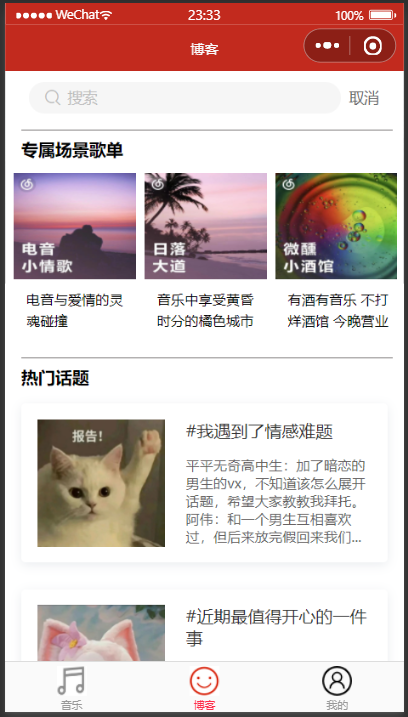 WeChat 23:33 100%
博客
搜索 取消
专属场景歌单
电音
小情歌
日落
大道
微醺
小酒馆
电音与爱情的灵
魂碰撞
音乐中享受黄昏
时分的橘色城市
有酒有音乐 不打
烊酒馆 今晚营业
热门话题
报告!
#我遇到了情感难题
平平无奇高中生：加了暗恋的
男生的vx，不知道该怎么展开
话题，希望大家教教我拜托。
阿伟：和一个男生互相喜欢
过，但后来放完假回来我们...
#近期最值得开心的一件
事
音乐 博客 我的